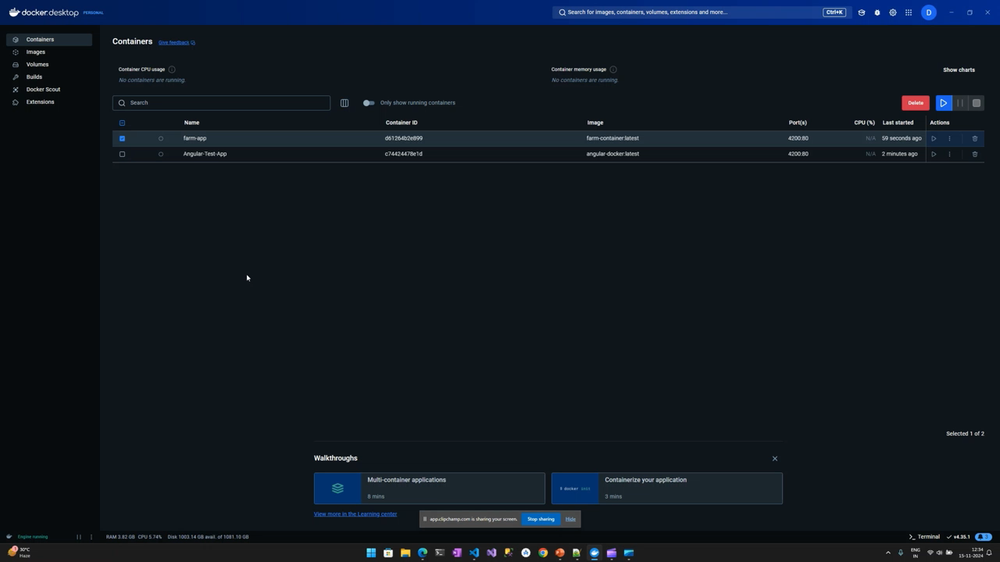 docker.desktop PERSONAL
Search for images, containers, volumes, extensions and more... Ctrl+K
D
Containers
Images
Volumes
Builds
Docker Scout
Extensions
Containers Give feedback
Container CPU usage
No containers are running.
Container memory usage
No containers are running.
Show charts
Search
Only show running containers
Delete
Name Container ID Image Port(s) CPU (%) Last started Actions
farm-app d61264b2e899 farm-container:latest 4200:80 N/A 59 seconds ago
Angular-Test-App c74424478e1d angular-docker:latest 4200:80 N/A 2 minutes ago
Selected 1 of 2
Walkthroughs
Multi-container applications
8 mins
Containerize your application
3 mins
View more in the Learning center
app.clipchamp.com is sharing your screen. Stop sharing Hide
Engine running RAM 3.82 GB CPU 5.74% Disk 1003.14 GB avail. of 1081.10 GB
Terminal v4.35.1
30°C
Haze
ENG
IN
12:34
15-11-2024